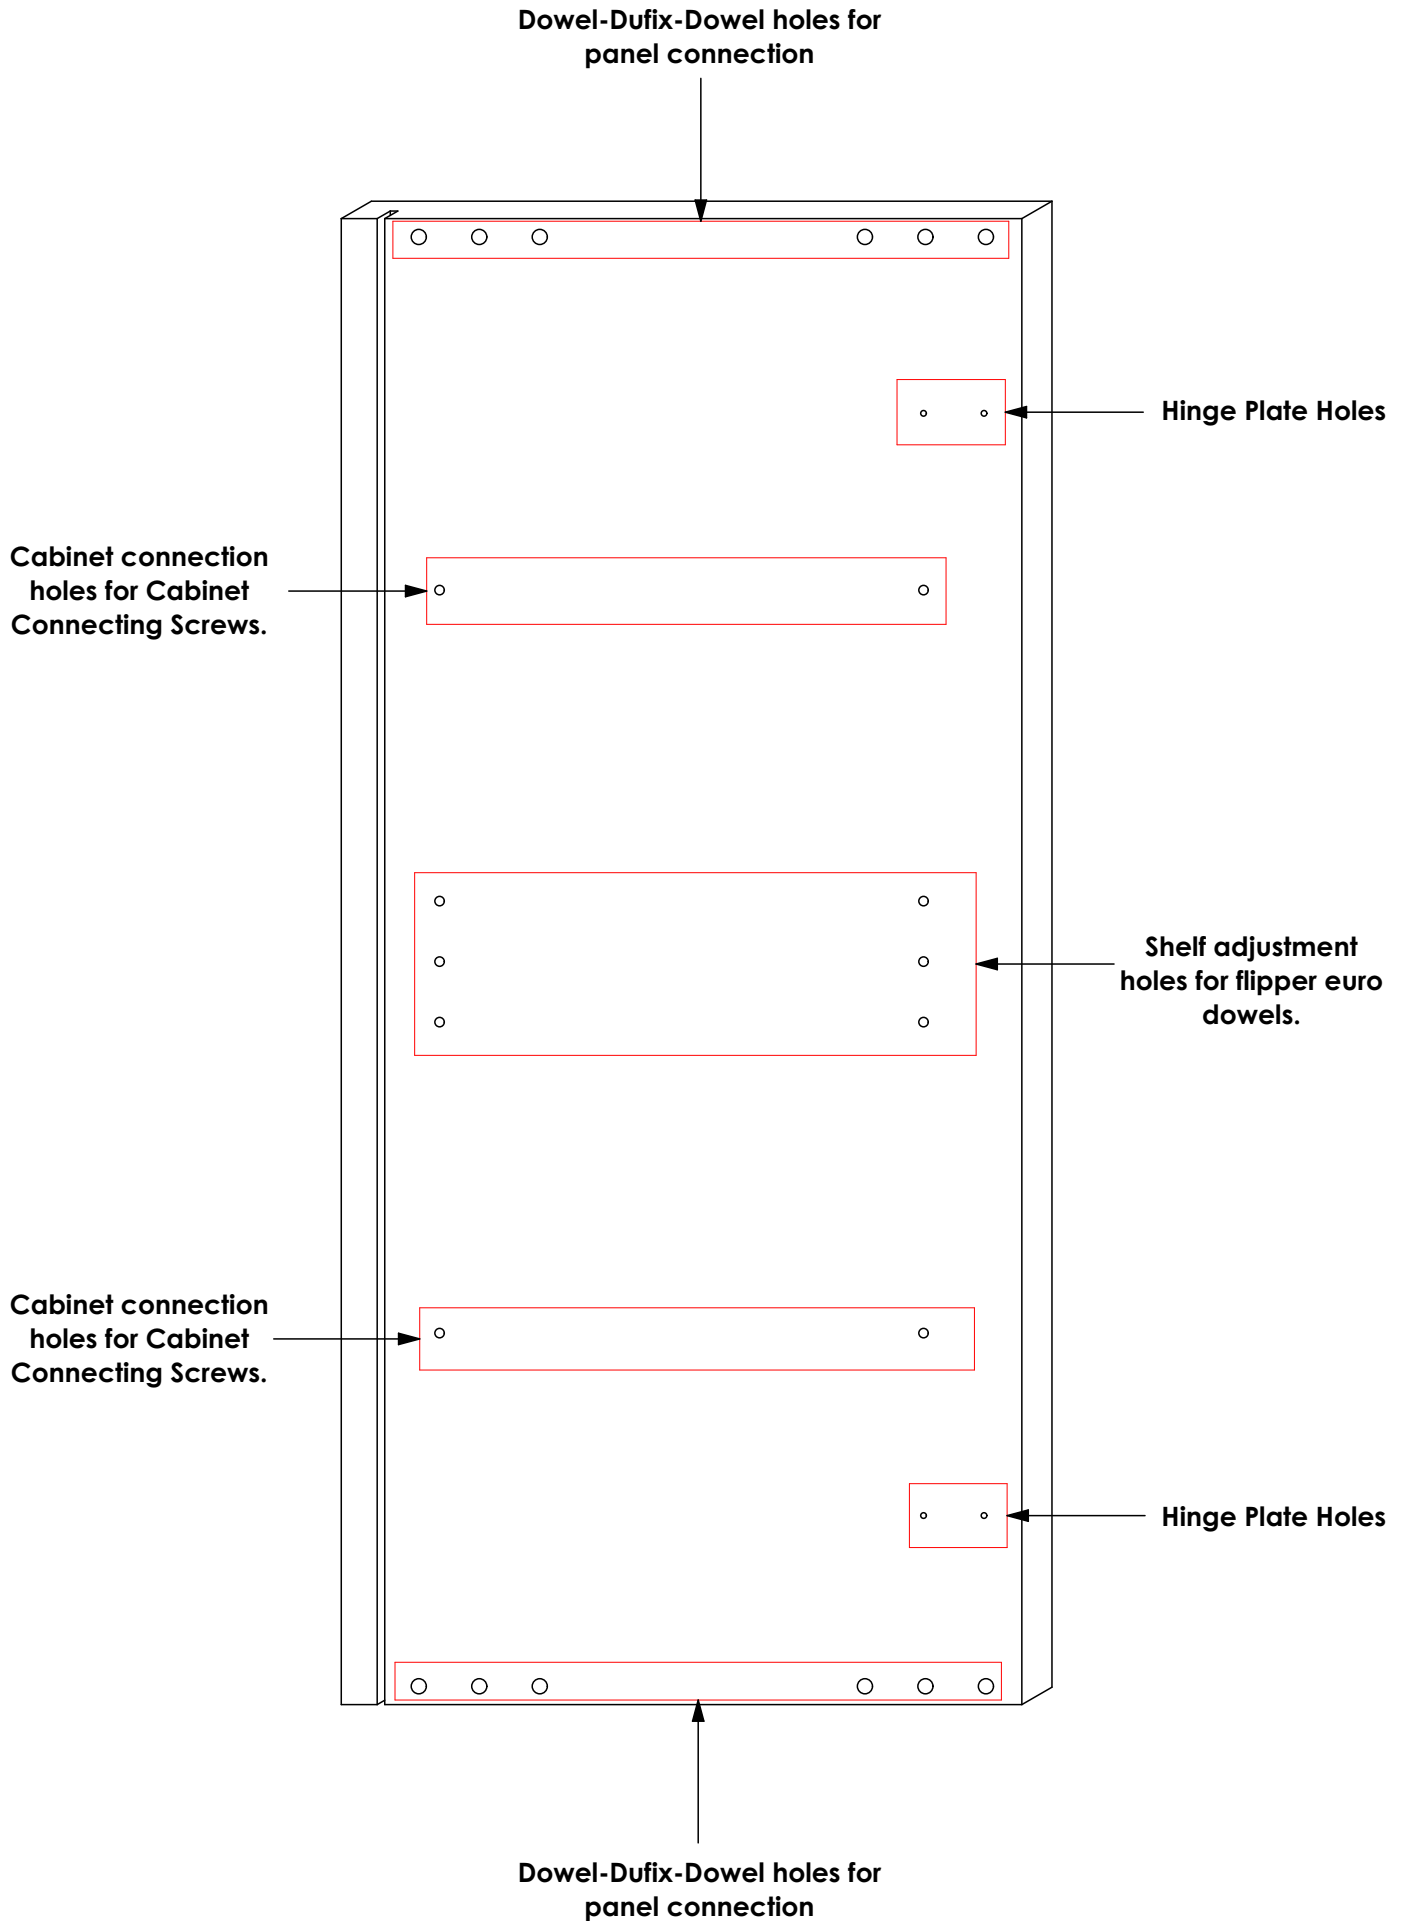 Dowel-Dufix-Dowel holes for
panel connection
Hinge Plate Holes
Cabinet connection
holes for Cabinet
Connecting Screws.
Shelf adjustment
holes for flipper euro
dowels.
Cabinet connection
holes for Cabinet
Connecting Screws.
Hinge Plate Holes
Dowel-Dufix-Dowel holes for
panel connection